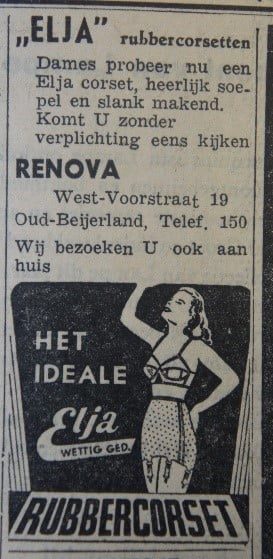 „ELJA” rubbercorsetten
Dames probeer nu een
Elja corset, heerlijk soe-
pel en slank makend.
Komt U zonder
verplichting eens kijken
RENOVA
West-Voorstraat 19
Oud-Beijerland, Telef. 150
Wij bezoeken U ook aan
huis
HET
IDEALE
Elja
WETTIG GED.
RUBBERCORSET